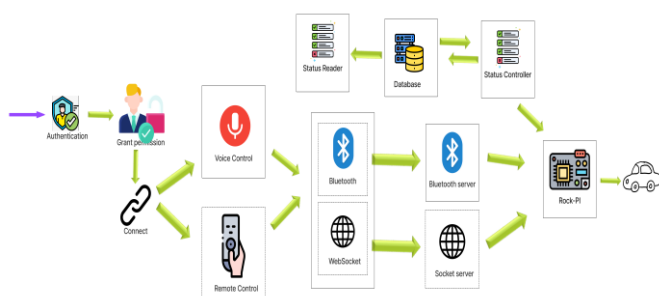 Status Reader
Database
Status Controller
Authentication
Grant permission
Voice Control
Bluetooth
Bluetooth server
Rock-PI
Connect
Remote Control
WebSocket
Socket server